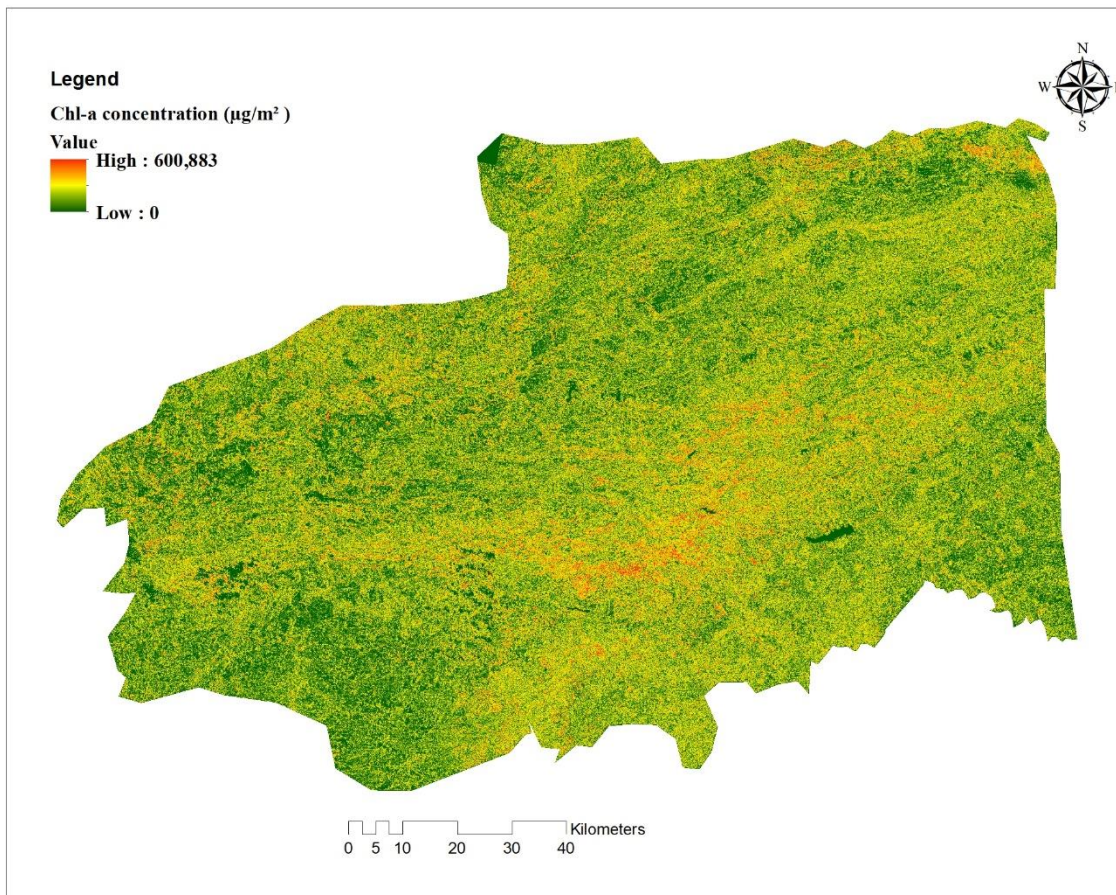 Legend
Chl-a concentration (µg/m² )
Value
High : 600,883
Low : 0
N
W
S
0 5 10 20 30 40
Kilometers